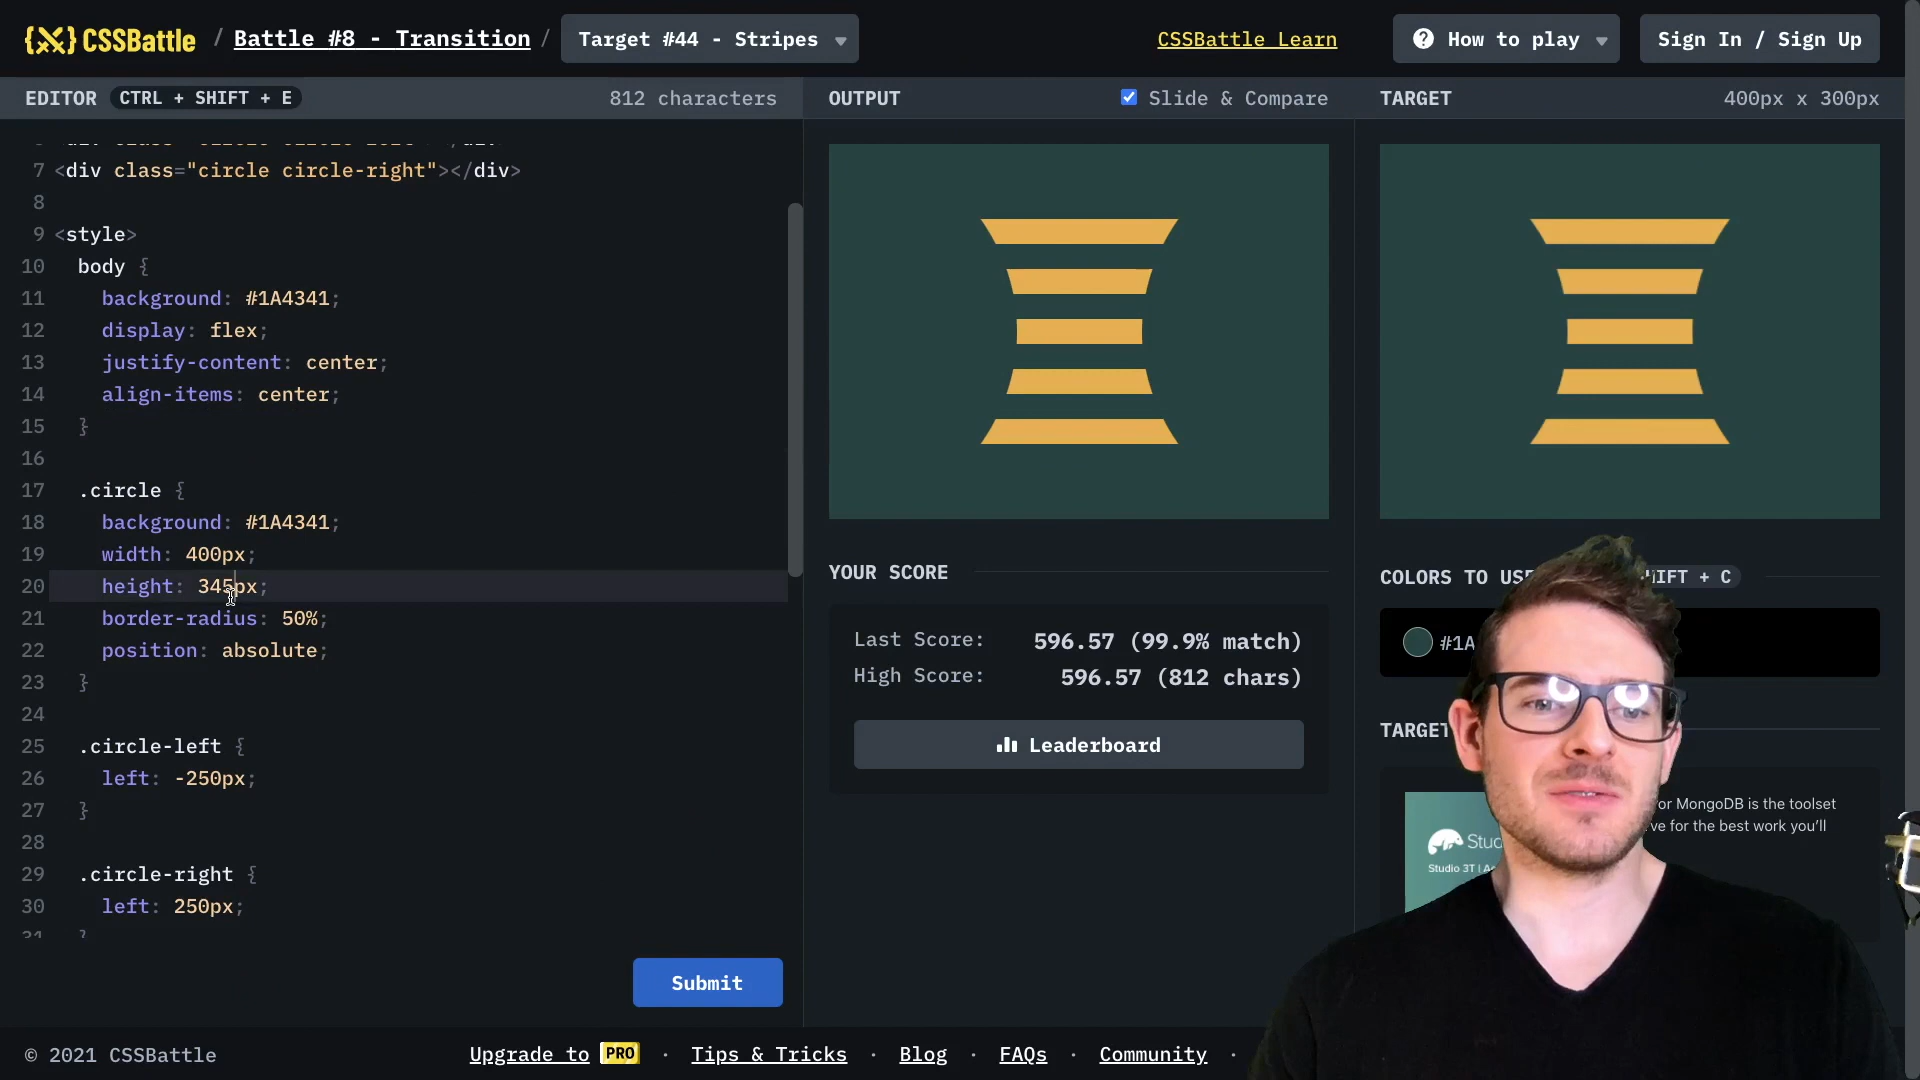 {X} CSSBattle / Battle #8 - Transition / Target #44 - Stripes
CSSBattle Learn
How to play
Sign In / Sign Up
EDITOR CTRL + SHIFT + E 812 characters
7 <div class="circle circle-right"></div>
8
9 <style>
10 body {
11 background: #1A4341;
12 display: flex;
13 justify-content: center;
14 align-items: center;
15 }
16
17 .circle {
18 background: #1A4341;
19 width: 400px;
20 height: 345px;
21 border-radius: 50%;
22 position: absolute;
23 }
24
25 .circle-left {
26 left: -250px;
27 }
28
29 .circle-right {
30 left: 250px;
Submit
OUTPUT Slide & Compare
YOUR SCORE
Last Score: 596.57 (99.9% match)
High Score: 596.57 (812 chars)
Leaderboard
TARGET 400px x 300px
COLORS TO USE + C
#1A
TARGET
or MongoDB is the toolset
for the best work you'll
Studio 3T
© 2021 CSSBattle
Upgrade to PRO · Tips & Tricks · Blog · FAQs · Community ·